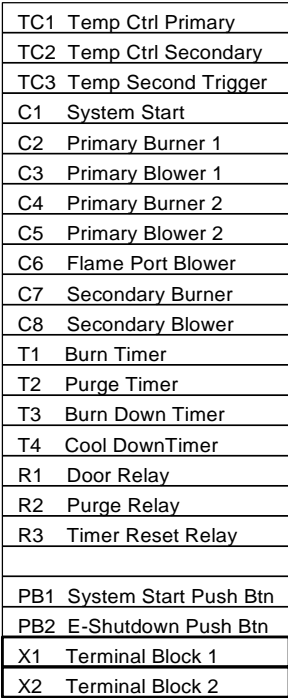 TC1 Temp Ctrl Primary
TC2 Temp Ctrl Secondary
TC3 Temp Second Trigger
C1 System Start
C2 Primary Burner 1
C3 Primary Blower 1
C4 Primary Burner 2
C5 Primary Blower 2
C6 Flame Port Blower
C7 Secondary Burner
C8 Secondary Blower
T1 Burn Timer
T2 Purge Timer
T3 Burn Down Timer
T4 Cool DownTimer
R1 Door Relay
R2 Purge Relay
R3 Timer Reset Relay
PB1 System Start Push Btn
PB2 E-Shutdown Push Btn
X1 Terminal Block 1
X2 Terminal Block 2